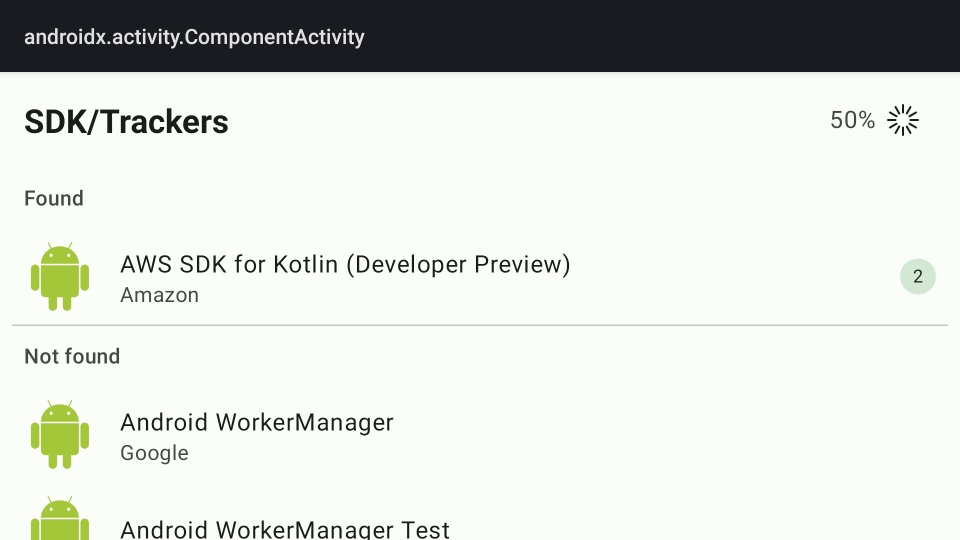 androidx.activity.ComponentActivity
SDK/Trackers
50%
Found
AWS SDK for Kotlin (Developer Preview)
Amazon
2
Not found
Android WorkerManager
Google
Android WorkerManager Test